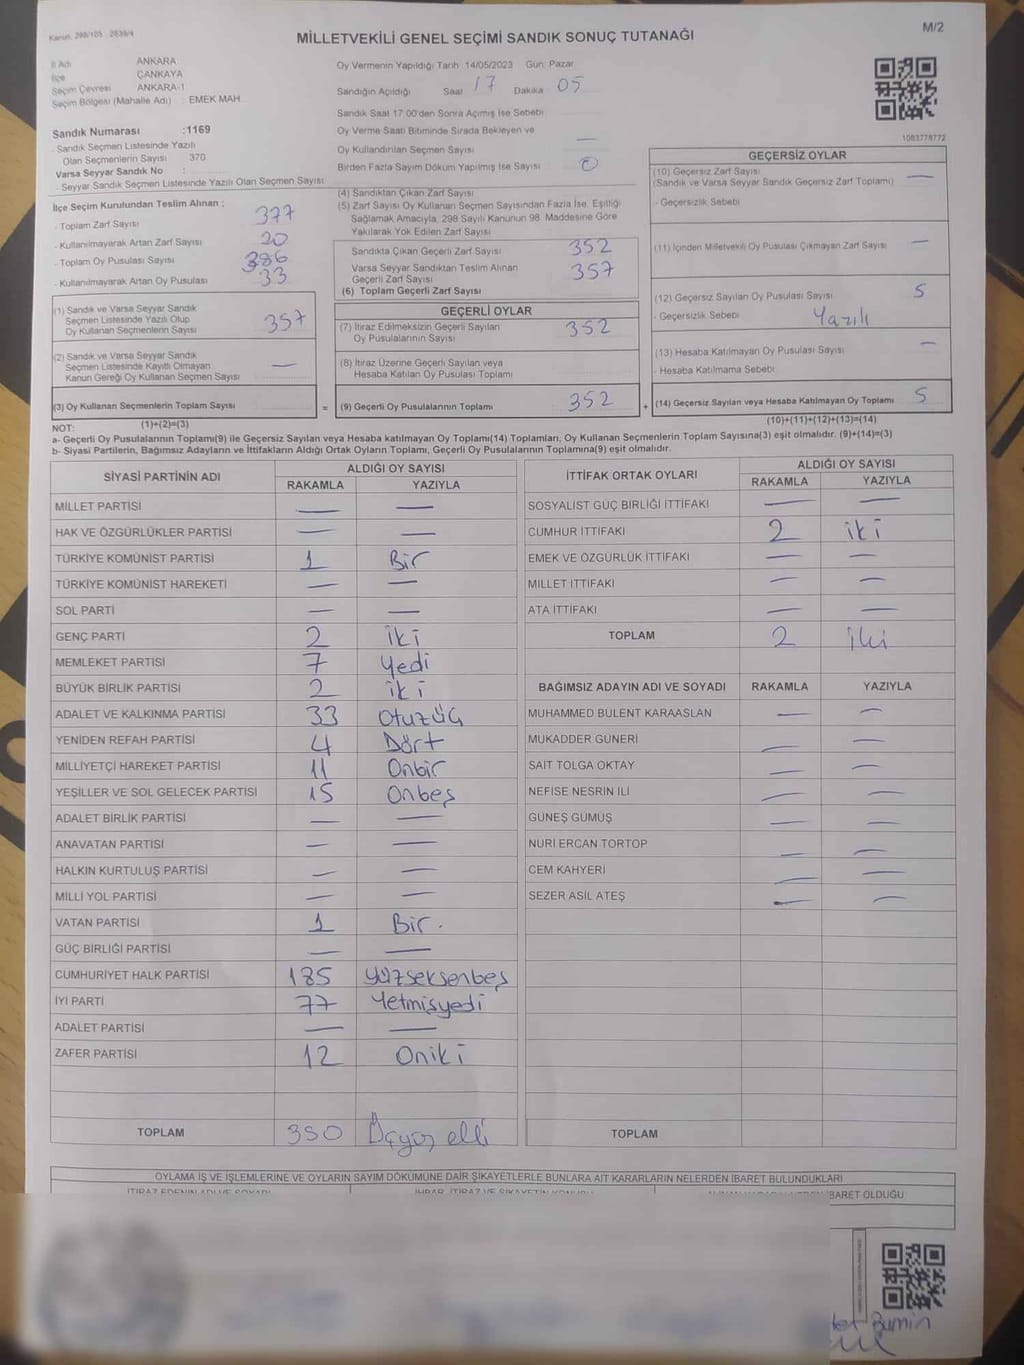 Kanun: 298/105 2839/4
M/2
MİLLETVEKİLİ GENEL SEÇİMİ SANDIK SONUÇ TUTANAĞI
İl Adı ANKARA
İlçe ÇANKAYA
Seçim Çevresi ANKARA-1
Seçim Bölgesi (Mahalle Adı) : EMEK MAH.
Sandık Numarası :1169
- Sandık Seçmen Listesinde Yazılı
Olan Seçmenlerin Sayısı 370
Varsa Seyyar Sandık No :
- Seyyar Sandık Seçmen Listesinde Yazılı Olan Seçmen Sayısı
İlçe Seçim Kurulundan Teslim Alınan ;
- Toplam Zarf Sayısı 377
- Kullanılmayarak Artan Zarf Sayısı 20
- Toplam Oy Pusulası Sayısı 386
- Kullanılmayarak Artan Oy Pusulası 33
(1) Sandık ve Varsa Seyyar Sandık
Seçmen Listesinde Yazılı Olup
Oy Kullanan Seçmenlerin Sayısı 357
(2) Sandık ve Varsa Seyyar Sandık
Seçmen Listesinde Kayıtlı Olmayan
Kanun Gereği Oy Kullanan Seçmen Sayısı —
(3) Oy Kullanan Seçmenlerin Toplam Sayısı =
(1)+(2)=(3)
Oy Vermenin Yapıldığı Tarih 14/05/2023 Gün: Pazar
Sandığın Açıldığı Saat 17 Dakika 05
Sandık Saat 17.00'den Sonra Açılmış İse Sebebi
Oy Verme Saati Bitiminde Sırada Bekleyen ve
Oy Kullandırılan Seçmen Sayısı —
Birden Fazla Sayım Döküm Yapılmış İse Sayısı 0
(4) Sandıktan Çıkan Zarf Sayısı
(5) Zarf Sayısı Oy Kullanan Seçmen Sayısından Fazla İse, Eşitliği
Sağlamak Amacıyla, 298 Sayılı Kanunun 98. Maddesine Göre
Yakılarak Yok Edilen Zarf Sayısı
Sandıkta Çıkan Geçerli Zarf Sayısı 352
Varsa Seyyar Sandıktan Teslim Alınan
Geçerli Zarf Sayısı 357
(6) Toplam Geçerli Zarf Sayısı
GEÇERLİ OYLAR
(7) İtiraz Edilmeksizin Geçerli Sayılan
Oy Pusulalarının Sayısı 352
(8) İtiraz Üzerine Geçerli Sayılan veya
Hesaba Katılan Oy Pusulası Toplamı
(9) Geçerli Oy Pusulalarının Toplamı 352 +
1003778772
GEÇERSİZ OYLAR
(10) Geçersiz Zarf Sayısı
(Sandık ve Varsa Seyyar Sandık Geçersiz Zarf Toplamı) —
- Geçersizlik Sebebi
(11) İçinden Milletvekili Oy Pusulası Çıkmayan Zarf Sayısı —
(12) Geçersiz Sayılan Oy Pusulası Sayısı 5
- Geçersizlik Sebebi Yazılı
(13) Hesaba Katılmayan Oy Pusulası Sayısı —
- Hesaba Katılmama Sebebi
(14) Geçersiz Sayılan veya Hesaba Katılmayan Oy Toplamı 5
(10)+(11)+(12)+(13)=(14)
NOT:
a- Geçerli Oy Pusulalarının Toplamı(9) ile Geçersiz Sayılan veya Hesaba katılmayan Oy Toplamı(14) Toplamları, Oy Kullanan Seçmenlerin Toplam Sayısına(3) eşit olmalıdır. (9)+(14)=(3)
b- Siyasi Partilerin, Bağımsız Adayların ve İttifakların Aldığı Ortak Oyların Toplamı, Geçerli Oy Pusulalarının Toplamına(9) eşit olmalıdır.
SİYASİ PARTİNİN ADI ALDIĞI OY SAYISI
RAKAMLA YAZIYLA
MİLLET PARTİSİ — —
HAK VE ÖZGÜRLÜKLER PARTİSİ — —
TÜRKİYE KOMÜNİST PARTİSİ 1 Bir
TÜRKİYE KOMÜNİST HAREKETİ — —
SOL PARTİ — —
GENÇ PARTİ 2 iki
MEMLEKET PARTİSİ 7 Yedi
BÜYÜK BİRLİK PARTİSİ 2 iki
ADALET VE KALKINMA PARTİSİ 33 Otuzüç
YENİDEN REFAH PARTİSİ 4 Dört
MİLLİYETÇİ HAREKET PARTİSİ 11 Onbir
YEŞİLLER VE SOL GELECEK PARTİSİ 15 Onbeş
ADALET BİRLİK PARTİSİ — —
ANAVATAN PARTİSİ — —
HALKIN KURTULUŞ PARTİSİ — —
MİLLİ YOL PARTİSİ — —
VATAN PARTİSİ 1 Bir.
GÜÇ BİRLİĞİ PARTİSİ — —
CUMHURİYET HALK PARTİSİ 185 Yüzseksenbeş
İYİ PARTİ 77 Yetmişyedi
ADALET PARTİSİ — —
ZAFER PARTİSİ 12 Oniki
TOPLAM 350 Üçyüz elli
İTTİFAK ORTAK OYLARI ALDIĞI OY SAYISI
RAKAMLA YAZIYLA
SOSYALİST GÜÇ BİRLİĞİ İTTİFAKI — —
CUMHUR İTTİFAKI 2 iki
EMEK VE ÖZGÜRLÜK İTTİFAKI — —
MİLLET İTTİFAKI — —
ATA İTTİFAKI — —
TOPLAM 2 iki
BAĞIMSIZ ADAYIN ADI VE SOYADI RAKAMLA YAZIYLA
MUHAMMED BÜLENT KARAASLAN — —
MUKADDER GÜNERİ — —
SAİT TOLGA OKTAY — —
NEFİSE NESRİN İLİ — —
GÜNEŞ GÜMÜŞ — —
NURİ ERCAN TORTOP — —
CEM KAHYERİ — —
SEZER ASİL ATEŞ — —
TOPLAM
OYLAMA İŞ VE İŞLEMLERİNE VE OYLARIN SAYIM DÖKÜMÜNE DAİR ŞİKAYETLERLE BUNLARA AİT KARARLARIN NELERDEN İBARET BULUNDUKLARI
İTİRAZ EDENİN ADI VE SOYADI
İBARET OLDUĞU